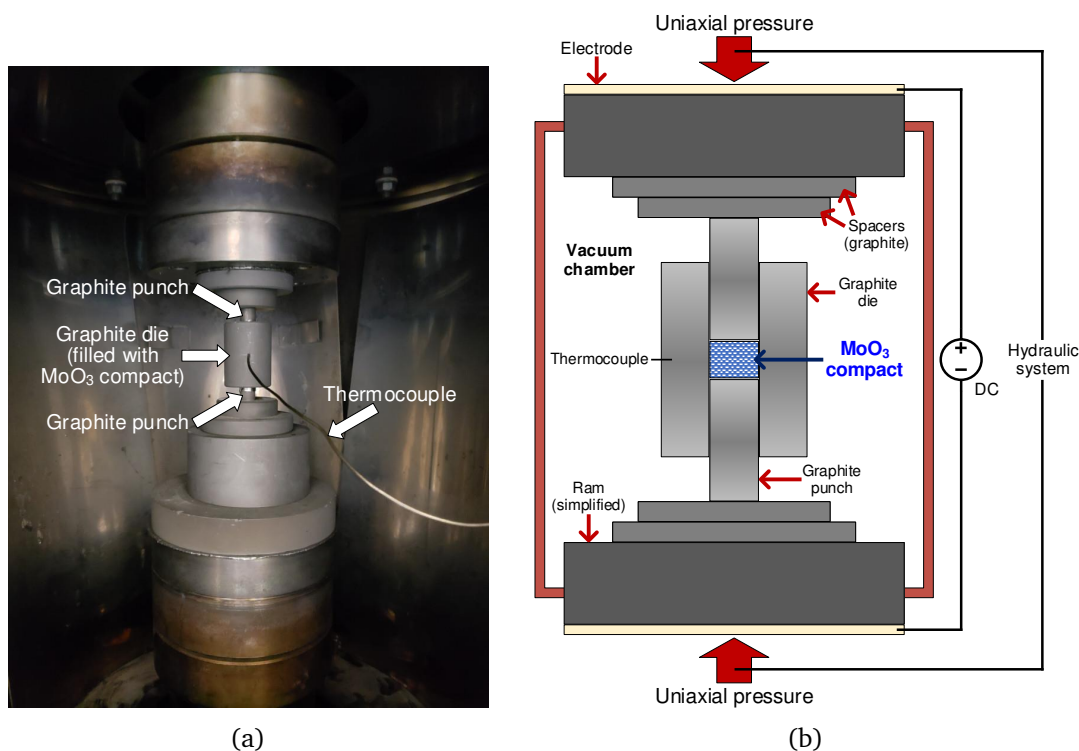 Graphite punch
Graphite die
(filled with
MoO₃ compact)
Graphite punch
Thermocouple
(a)
Uniaxial pressure
Electrode
Spacers
(graphite)
Vacuum
chamber
Graphite
die
Thermocouple
MoO₃
compact
+
−
DC
Hydraulic
system
Graphite
punch
Ram
(simplified)
Uniaxial pressure
(b)